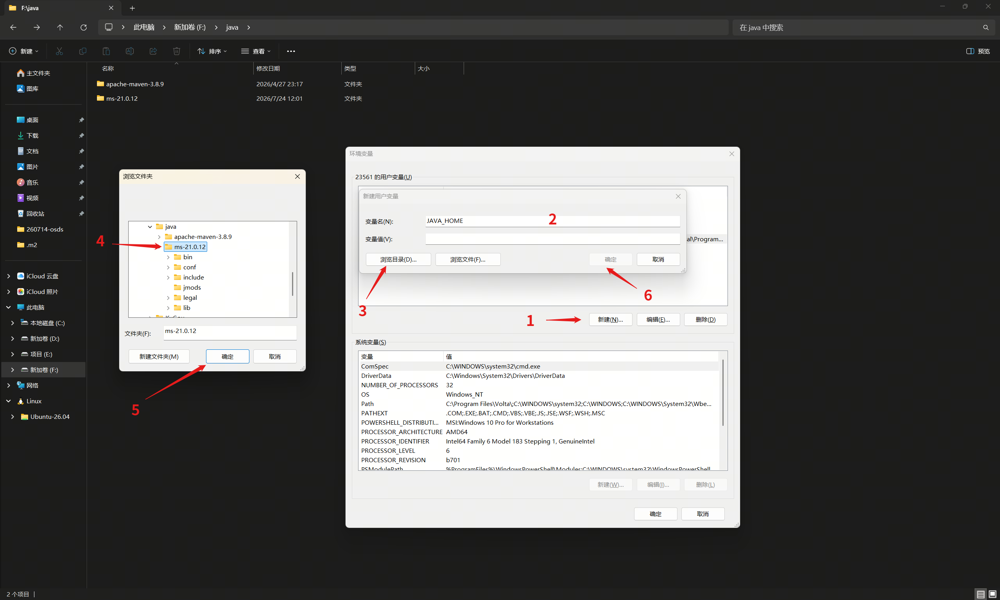 F:\java
此电脑 新加卷 (F:) java
在 java 中搜索
新建 排序 查看 预览
名称 修改日期 类型 大小
apache-maven-3.8.9 2026/4/27 23:17 文件夹
ms-21.0.12 2026/7/24 12:01 文件夹
主文件夹
图库
桌面
下载
文档
图片
音乐
视频
回收站
260714-osds
.m2
iCloud 云盘
iCloud 照片
此电脑
本地磁盘 (C:)
新加卷 (D:)
项目 (E:)
新加卷 (F:)
网络
Linux
Ubuntu-26.04
2 个项目
浏览文件夹
java
apache-maven-3.8.9
4
ms-21.0.12
bin
conf
include
jmods
legal
lib
文件夹(F): ms-21.0.12
新建文件夹(M) 确定 取消
5
环境变量
23561 的用户变量(U)
新建用户变量
变量名(N): JAVA_HOME 2
变量值(V):
al\Program...
浏览目录(D)... 浏览文件(F)... 确定 取消
3
6
1
新建(N)... 编辑(E)... 删除(D)
系统变量(S)
变量 值
ComSpec C:\WINDOWS\system32\cmd.exe
DriverData C:\Windows\System32\Drivers\DriverData
NUMBER_OF_PROCESSORS 32
OS Windows_NT
Path C:\Program Files\Volta\;C:\WINDOWS\system32;C:\WINDOWS;C:\WINDOWS\System32\Wbe...
PATHEXT .COM;.EXE;.BAT;.CMD;.VBS;.VBE;.JS;.JSE;.WSF;.WSH;.MSC
POWERSHELL_DISTRIBUTI... MSI:Windows 10 Pro for Workstations
PROCESSOR_ARCHITECTURE AMD64
PROCESSOR_IDENTIFIER Intel64 Family 6 Model 183 Stepping 1, GenuineIntel
PROCESSOR_LEVEL 6
PROCESSOR_REVISION b701
PSModulePath %ProgramFiles%\WindowsPowerShell\Modules;C:\WINDOWS\system32\WindowsPowerShell
新建(W)... 编辑(I)... 删除(L)
确定 取消